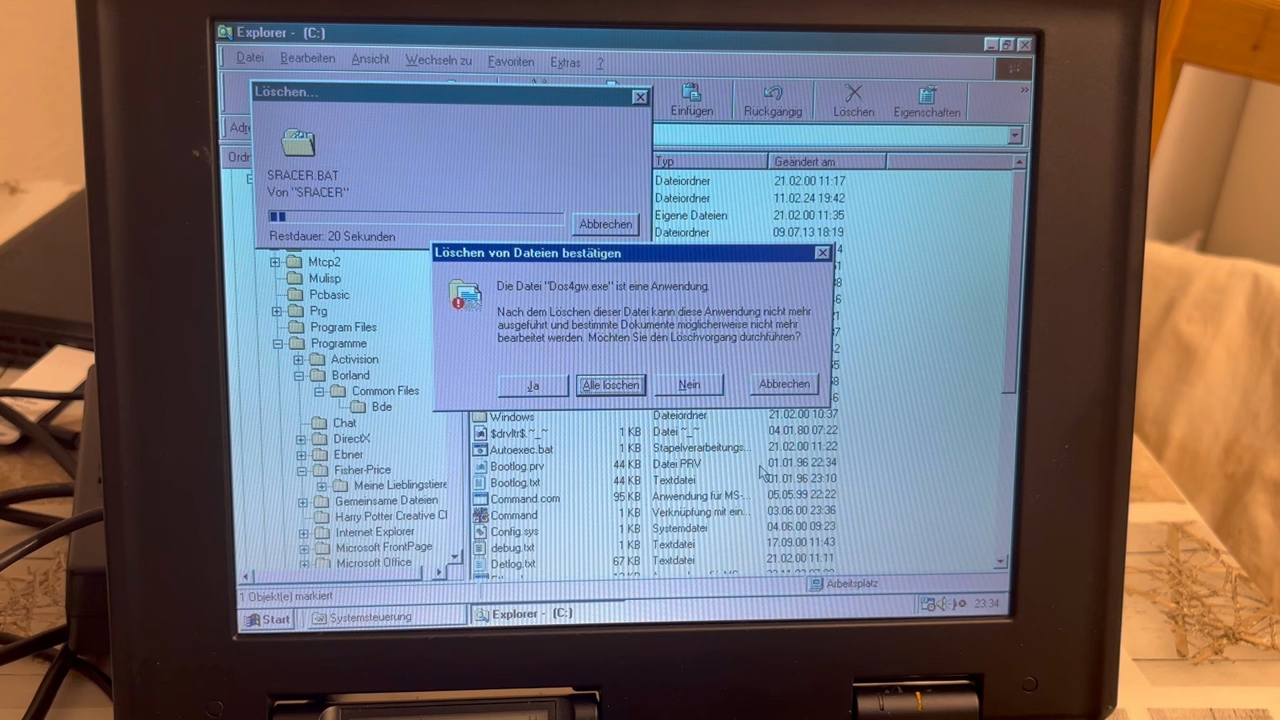 Explorer - (C:)
Datei Bearbeiten Ansicht Wechseln zu Favoriten Extras ?
Löschen...
Einfügen Rückgängig Löschen Eigenschaften »
SRACER.BAT
Von "SRACER"
Abbrechen
Restdauer: 20 Sekunden
Typ Geändert am
Dateiordner 21.02.00 11:17
Dateiordner 11.02.24 19:42
Eigene Dateien 21.02.00 11:35
Dateiordner 09.07.13 18:19
Löschen von Dateien bestätigen
Die Datei "Dos4gw.exe" ist eine Anwendung.
Nach dem Löschen dieser Datei kann diese Anwendung nicht mehr
ausgeführt und bestimmte Dokumente möglicherweise nicht mehr
bearbeitet werden. Möchten Sie den Löschvorgang durchführen?
Ja Alle löschen Nein Abbrechen
Mtcp2
Mulisp
Pcbasic
Prg
Program Files
Programme
Activision
Borland
Common Files
Bde
Chat
DirectX
Ebner
Fisher-Price
Meine Lieblingstiere
Gemeinsame Dateien
Harry Potter Creative Cl
Internet Explorer
Microsoft FrontPage
Microsoft Office
Windows Dateiordner 21.02.00 10:37
$drvltr$.~_~ 1 KB Datei ~_~ 04.01.80 07:22
Autoexec.bat 1 KB Stapelverarbeitungs... 21.02.00 11:22
Bootlog.prv 44 KB Datei PRV 01.01.96 22:34
Bootlog.txt 44 KB Textdatei 01.01.96 23:10
Command.com 95 KB Anwendung für MS-... 05.05.99 22:22
Command 1 KB Verknüpfung mit ein... 03.06.00 23:36
Config.sys 1 KB Systemdatei 04.06.00 09:23
debug.txt 1 KB Textdatei 17.09.00 11:43
Detlog.txt 67 KB Textdatei 21.02.00 11:11
1 Objekt(e) markiert
Arbeitsplatz
Start Systemsteuerung Explorer - (C:) 23:34